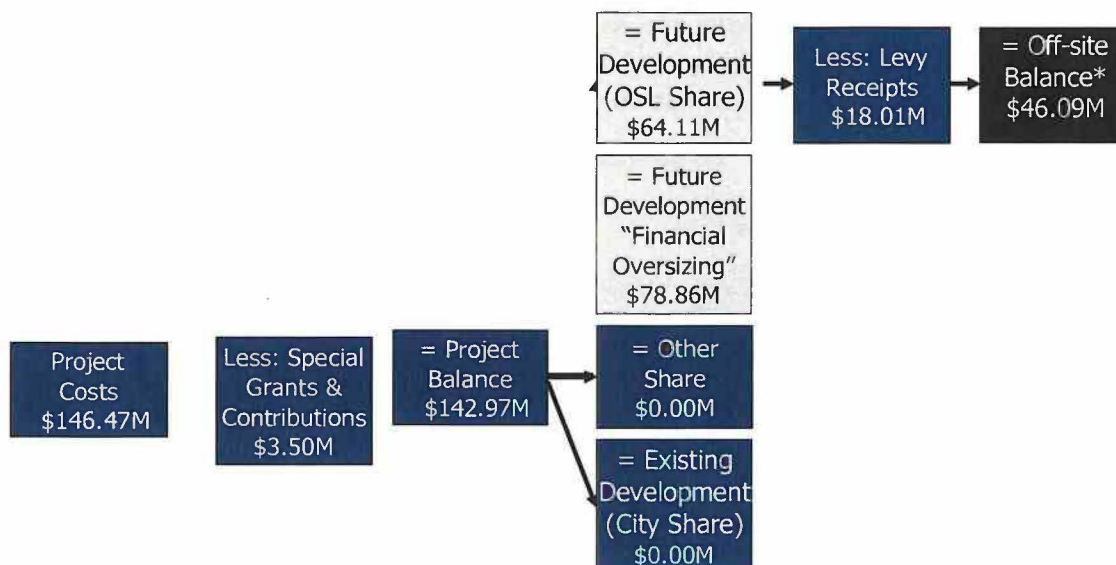 = Future
Development
(OSL Share)
$64.11M
Less: Levy
Receipts
$18.01M
= Off-site
Balance*
$46.09M
= Future
Development
“Financial
Oversizing”
$78.86M
Project
Costs
$146.47M
Less: Special
Grants &
Contributions
$3.50M
= Project
Balance
$142.97M
= Other
Share
$0.00M
= Existing
Development
(City Share)
$0.00M